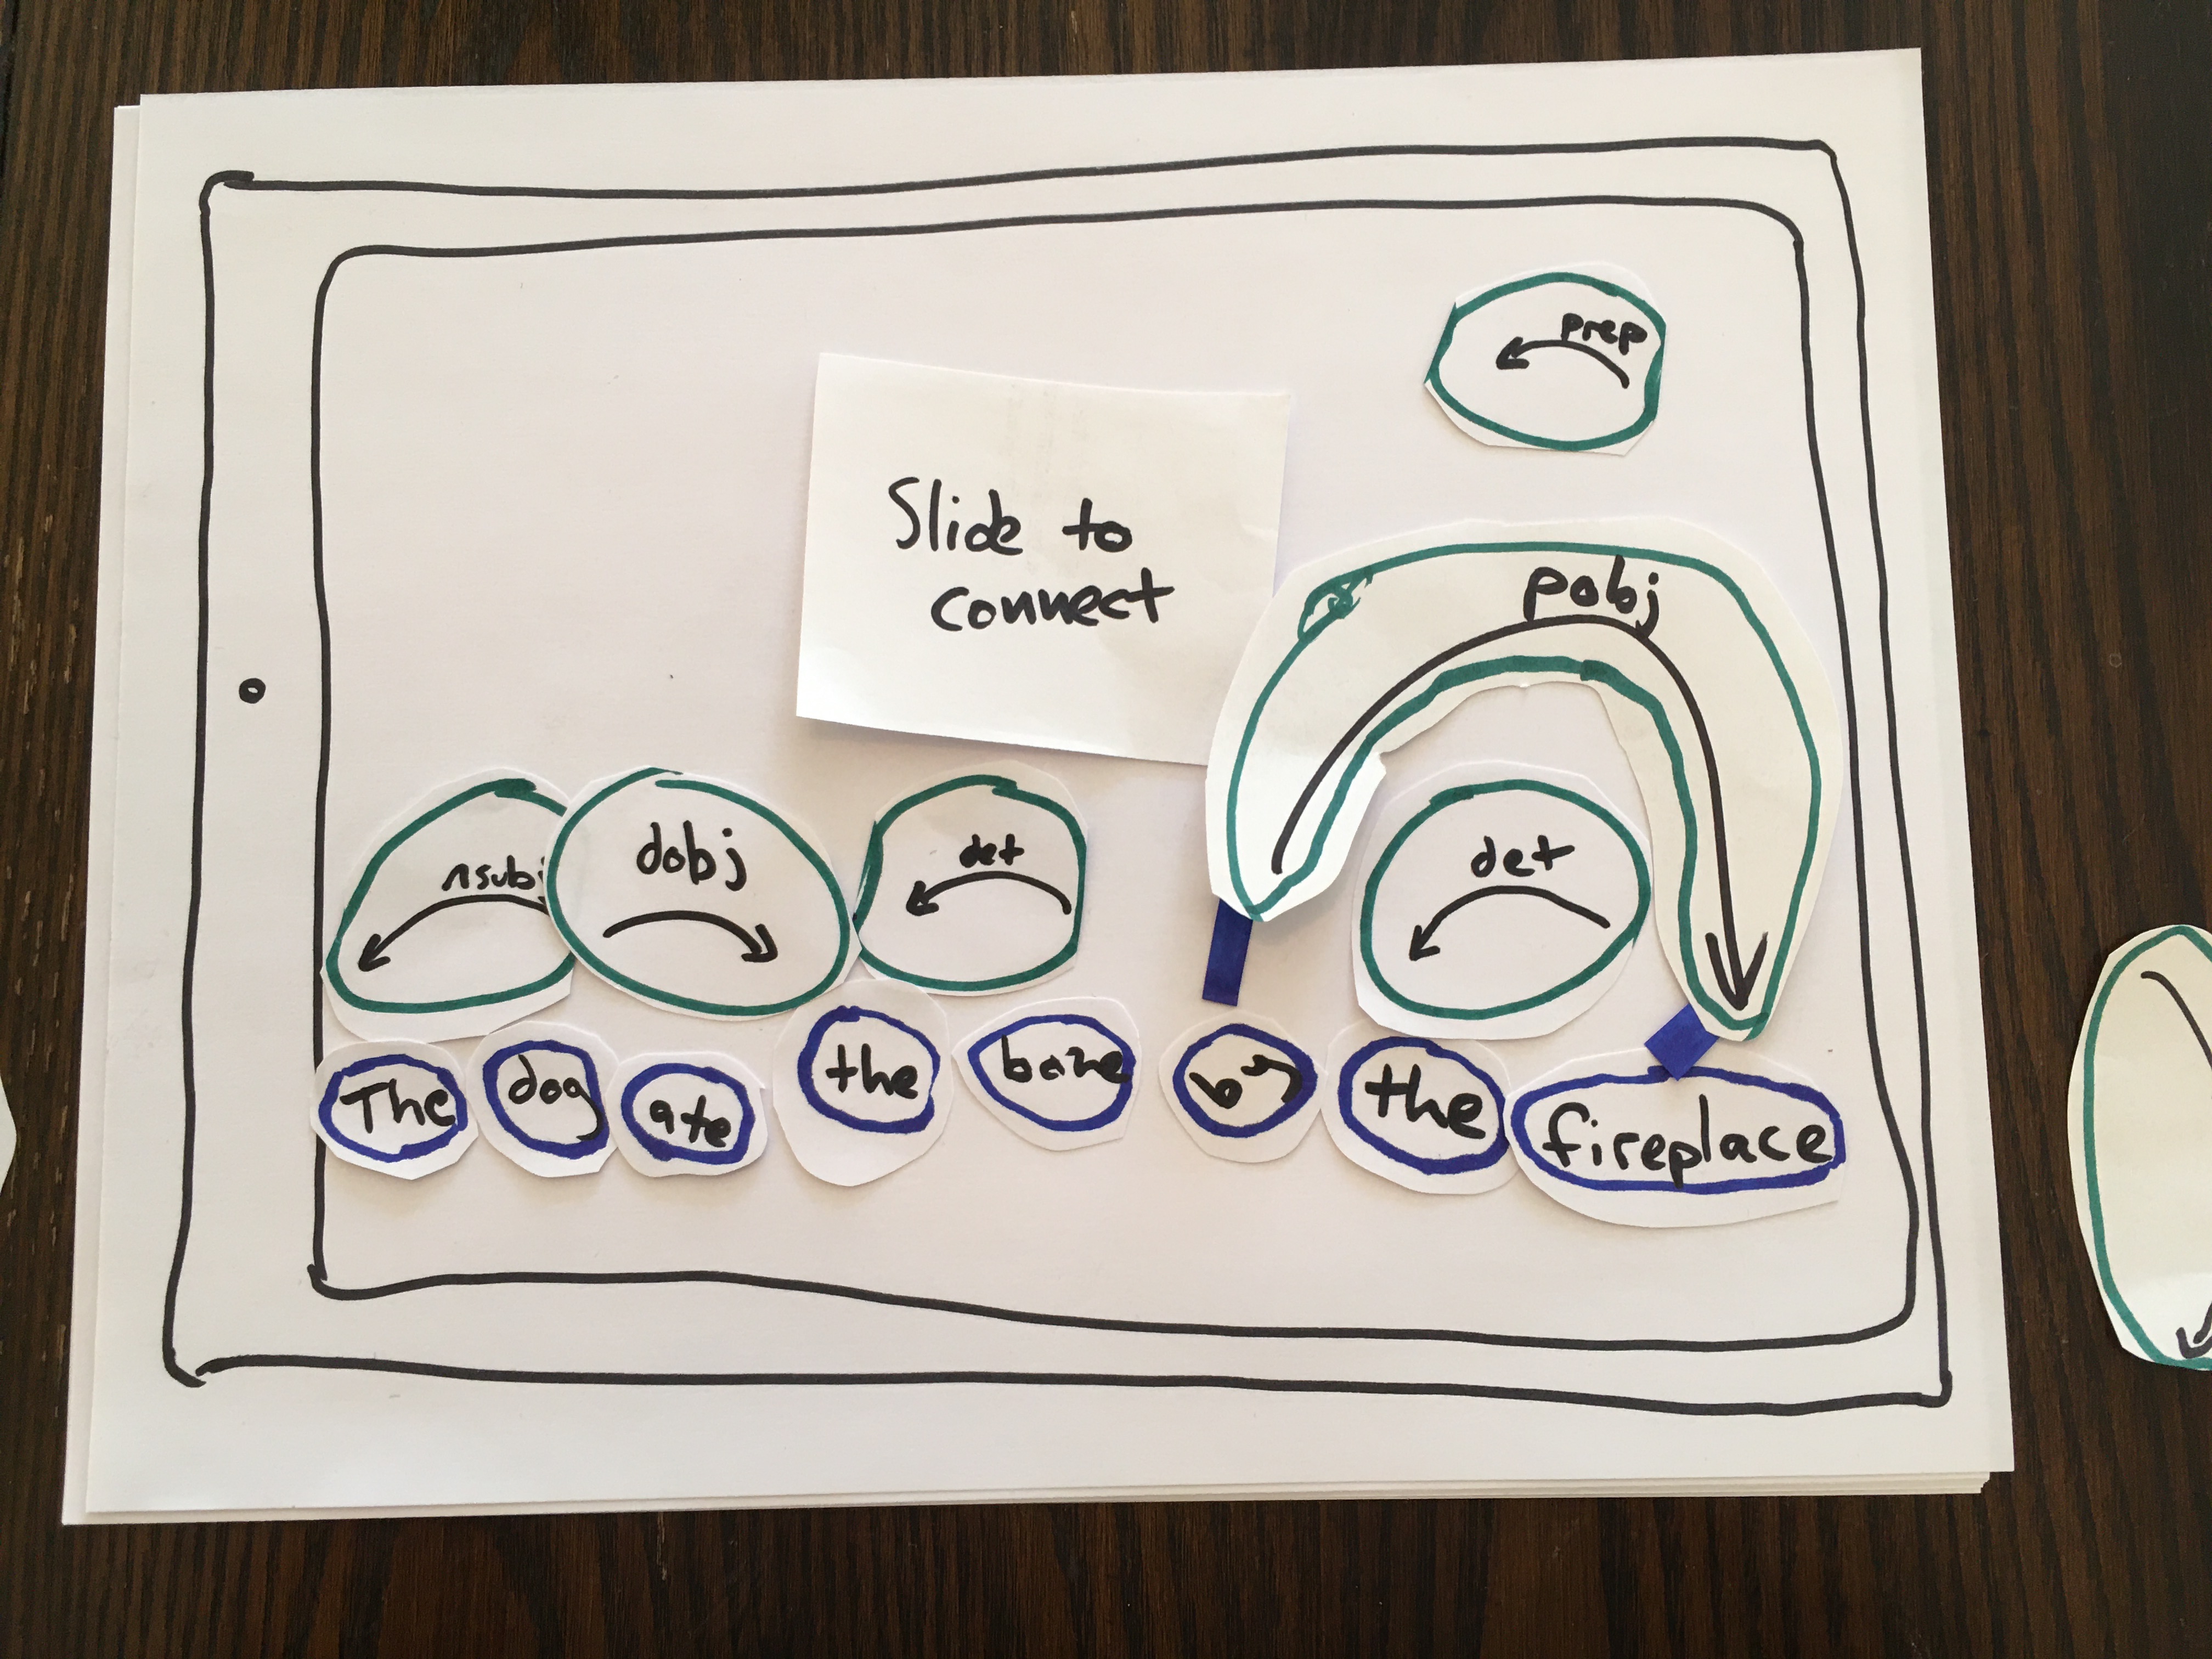 prep
Slide to
connect
pobj
nsubj
dobj
det
det
The dog ate the bone by the fireplace